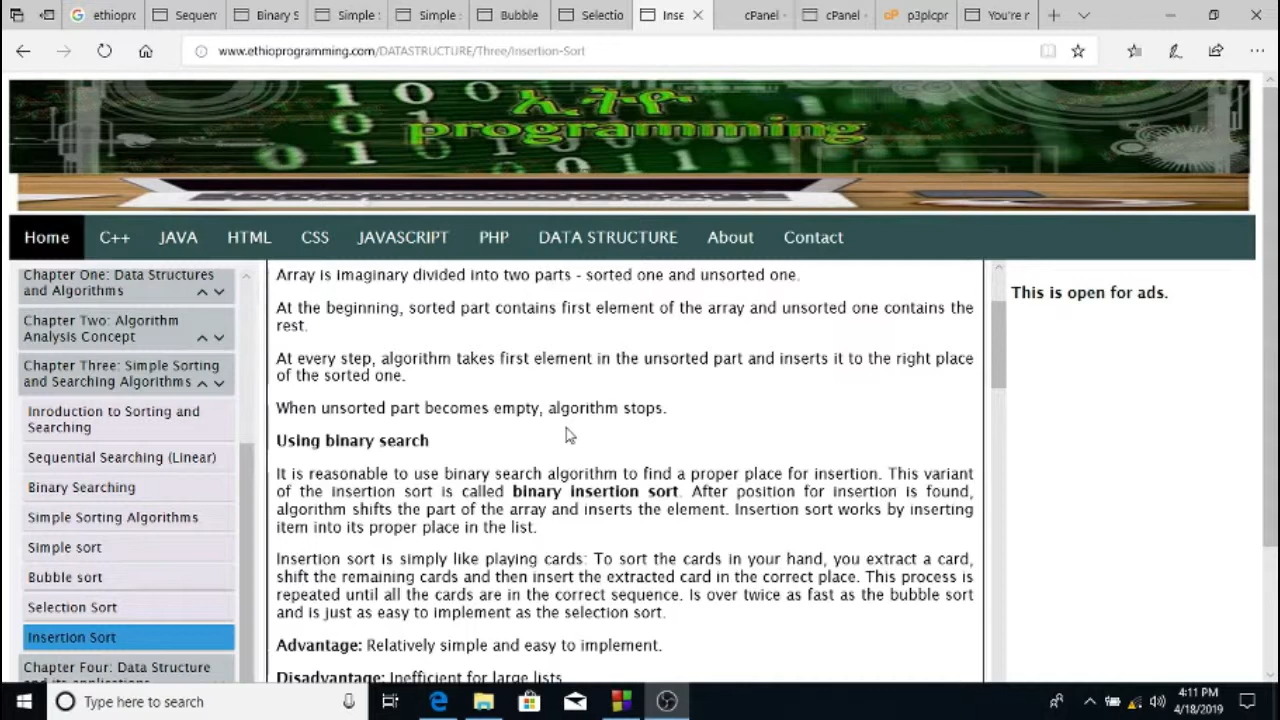 ethiopr
Sequen
Binary S
Simple
Simple
Bubble
Selectio
Inse
cPanel
cPanel
cP p3plcpr
You're r
www.ethioprogramming.com/DATASTRUCTURE/Three/Insertion-Sort
ኢትዮ
programming
Home
C++
JAVA
HTML
CSS
JAVASCRIPT
PHP
DATA STRUCTURE
About
Contact
Chapter One: Data Structures
and Algorithms
Chapter Two: Algorithm
Analysis Concept
Chapter Three: Simple Sorting
and Searching Algorithms
Inroduction to Sorting and
Searching
Sequential Searching (Linear)
Binary Searching
Simple Sorting Algorithms
Simple sort
Bubble sort
Selection Sort
Insertion Sort
Chapter Four: Data Structure
Array is imaginary divided into two parts - sorted one and unsorted one.
At the beginning, sorted part contains first element of the array and unsorted one contains the
rest.
At every step, algorithm takes first element in the unsorted part and inserts it to the right place
of the sorted one.
When unsorted part becomes empty, algorithm stops.
Using binary search
It is reasonable to use binary search algorithm to find a proper place for insertion. This variant
of the insertion sort is called binary insertion sort. After position for insertion is found,
algorithm shifts the part of the array and inserts the element. Insertion sort works by inserting
item into its proper place in the list.
Insertion sort is simply like playing cards: To sort the cards in your hand, you extract a card,
shift the remaining cards and then insert the extracted card in the correct place. This process is
repeated until all the cards are in the correct sequence. Is over twice as fast as the bubble sort
and is just as easy to implement as the selection sort.
Advantage: Relatively simple and easy to implement.
Disadvantage: Inefficient for large lists
This is open for ads.
Type here to search
4:11 PM
4/18/2019